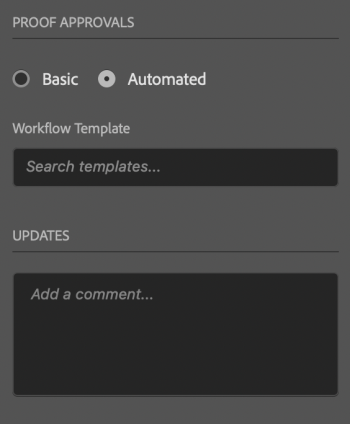 PROOF APPROVALS
Basic Automated
Workflow Template
Search templates...
UPDATES
Add a comment...